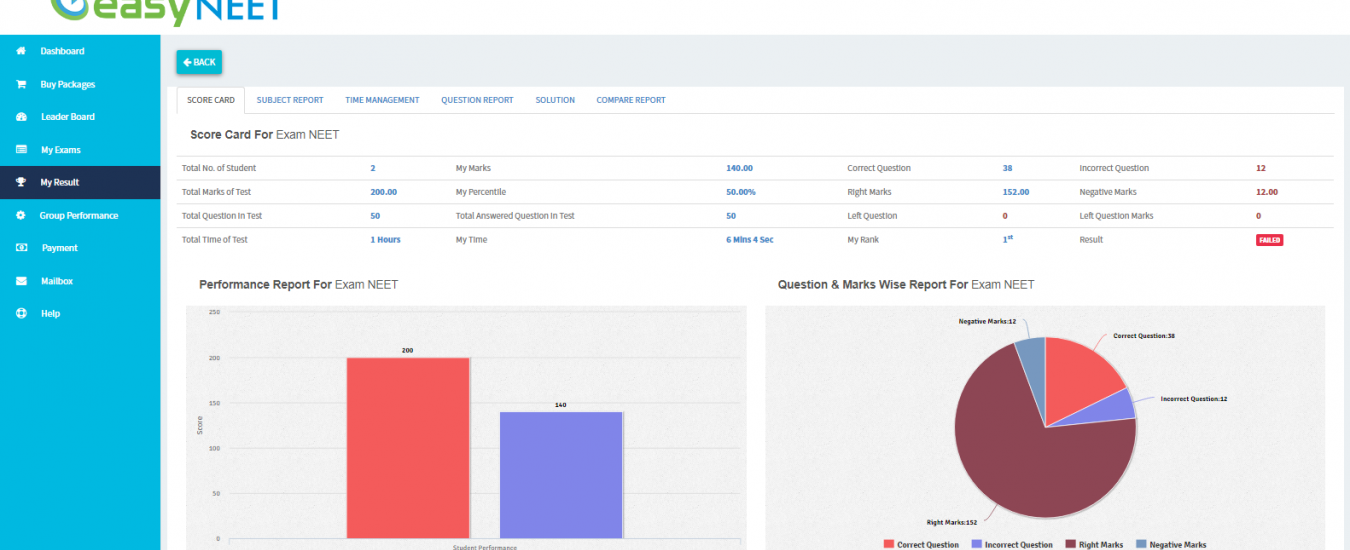 easyNEET
Dashboard
Buy Packages
Leader Board
My Exams
My Result
Group Performance
Payment
Mailbox
Help
BACK
SCORE CARD SUBJECT REPORT TIME MANAGEMENT QUESTION REPORT SOLUTION COMPARE REPORT
Score Card For Exam NEET
Total No. of Student 2 My Marks 140.00 Correct Question 38 Incorrect Question 12
Total Marks of Test 200.00 My Percentile 50.00% Right Marks 152.00 Negative Marks 12.00
Total Question In Test 50 Total Answered Question In Test 50 Left Question 0 Left Question Marks 0
Total Time of Test 1 Hours My Time 6 Mins 4 Sec My Rank 1st Result FAILED
Performance Report For Exam NEET
250
200
150
100
50
0
Score
200
140
Student Performance
Question & Marks Wise Report For Exam NEET
Negative Marks:12
Correct Question:38
Incorrect Question:12
Right Marks:152
Correct Question Incorrect Question Right Marks Negative Marks